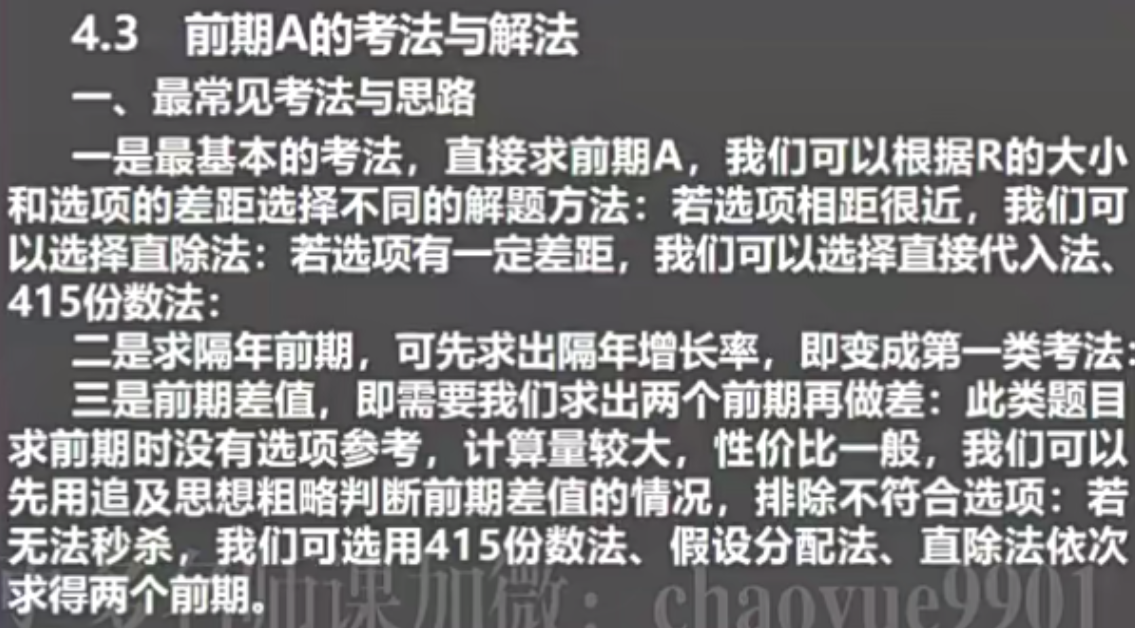 4.3 前期A的考法与解法
一、最常见考法与思路
一是最基本的考法，直接求前期A，我们可以根据R的大小
和选项的差距选择不同的解题方法：若选项相距很近，我们可
以选择直除法：若选项有一定差距，我们可以选择直接代入法、
415份数法：
二是求隔年前期，可先求出隔年增长率，即变成第一类考法：
三是前期差值，即需要我们求出两个前期再做差：此类题目
求前期时没有选项参考，计算量较大，性价比一般，我们可以
先用追及思想粗略判断前期差值的情况，排除不符合选项：若
无法秒杀，我们可选用415份数法、假设分配法、直除法依次
求得两个前期。
师课加微：chaoyue9901